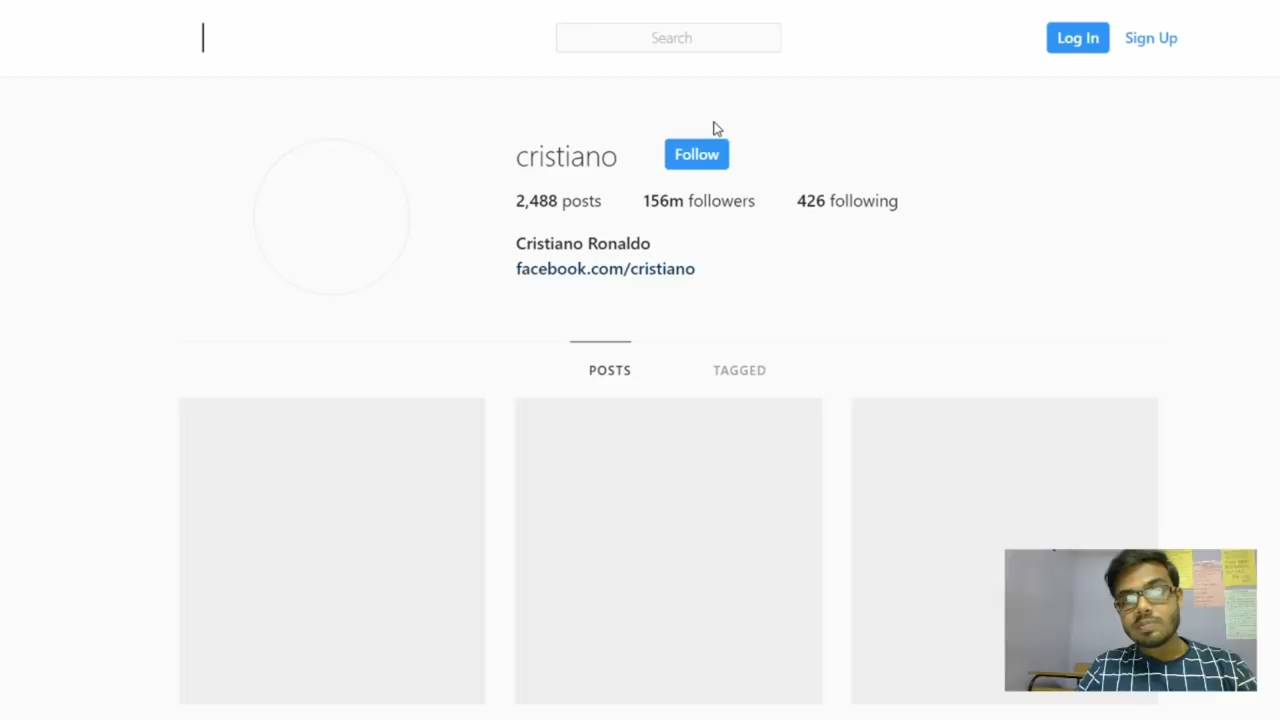 Search
Log In
Sign Up
cristiano
Follow
2,488 posts 156m followers 426 following
Cristiano Ronaldo
facebook.com/cristiano
POSTS
TAGGED